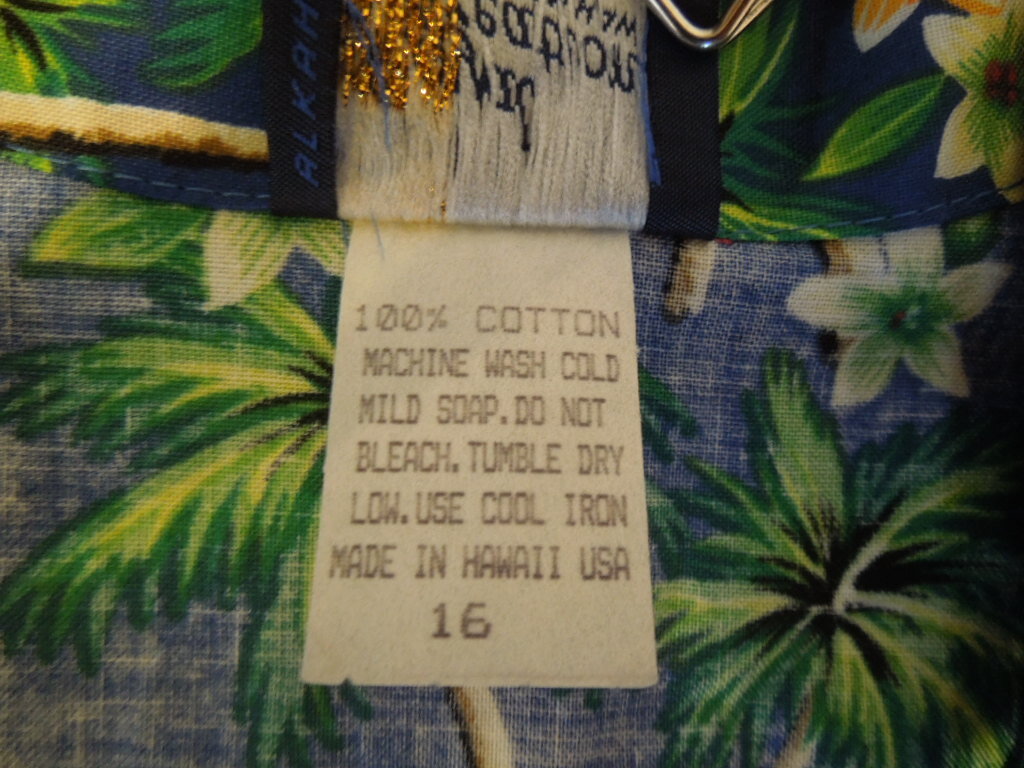 ALKAH
100% COTTON
MACHINE WASH COLD
MILD SOAP.DO NOT
BLEACH.TUMBLE DRY
LOW.USE COOL IRON
MADE IN HAWAII USA
16